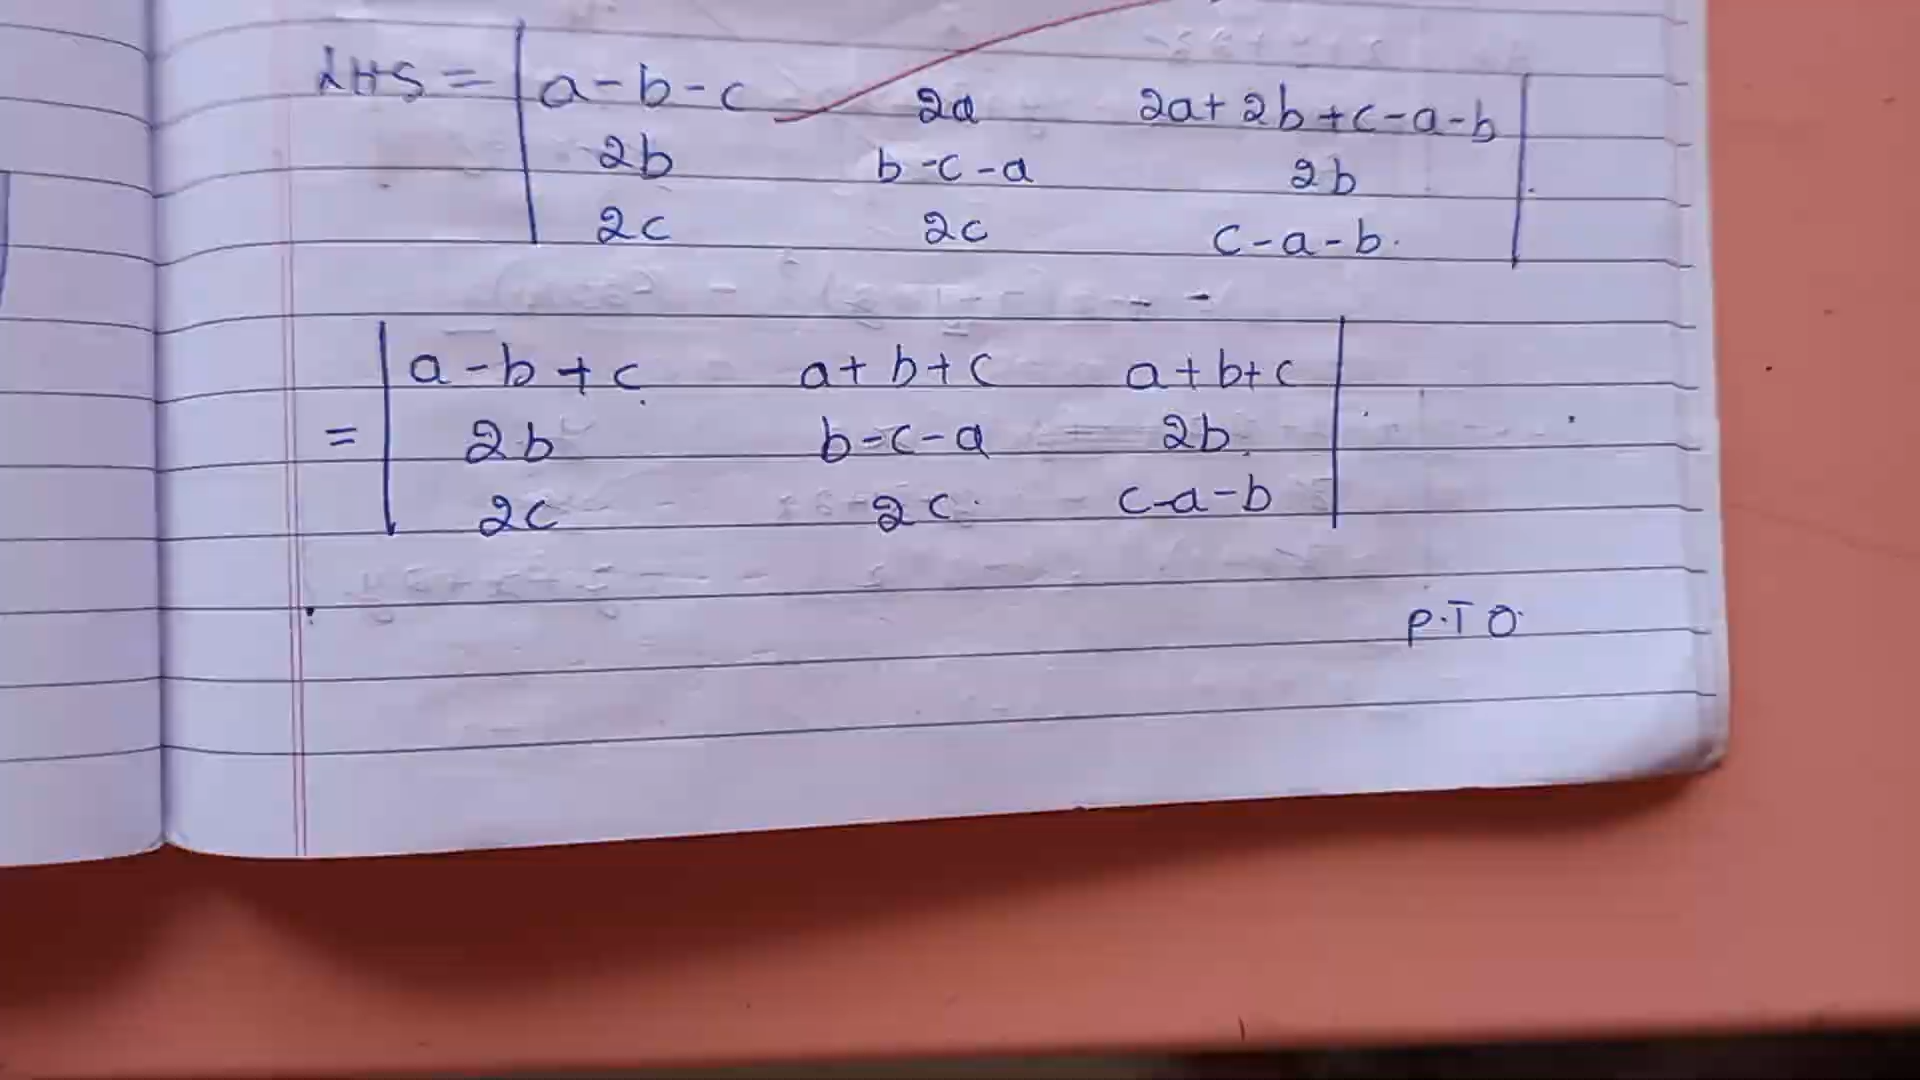 LHS = | a-b-c 2a 2a+2b+c-a-b |
2b b-c-a 2b
2c 2c c-a-b.
| a-b+c a+b+c a+b+c |
= 2b b-c-a 2b
2c 2c c-a-b
P.T O.